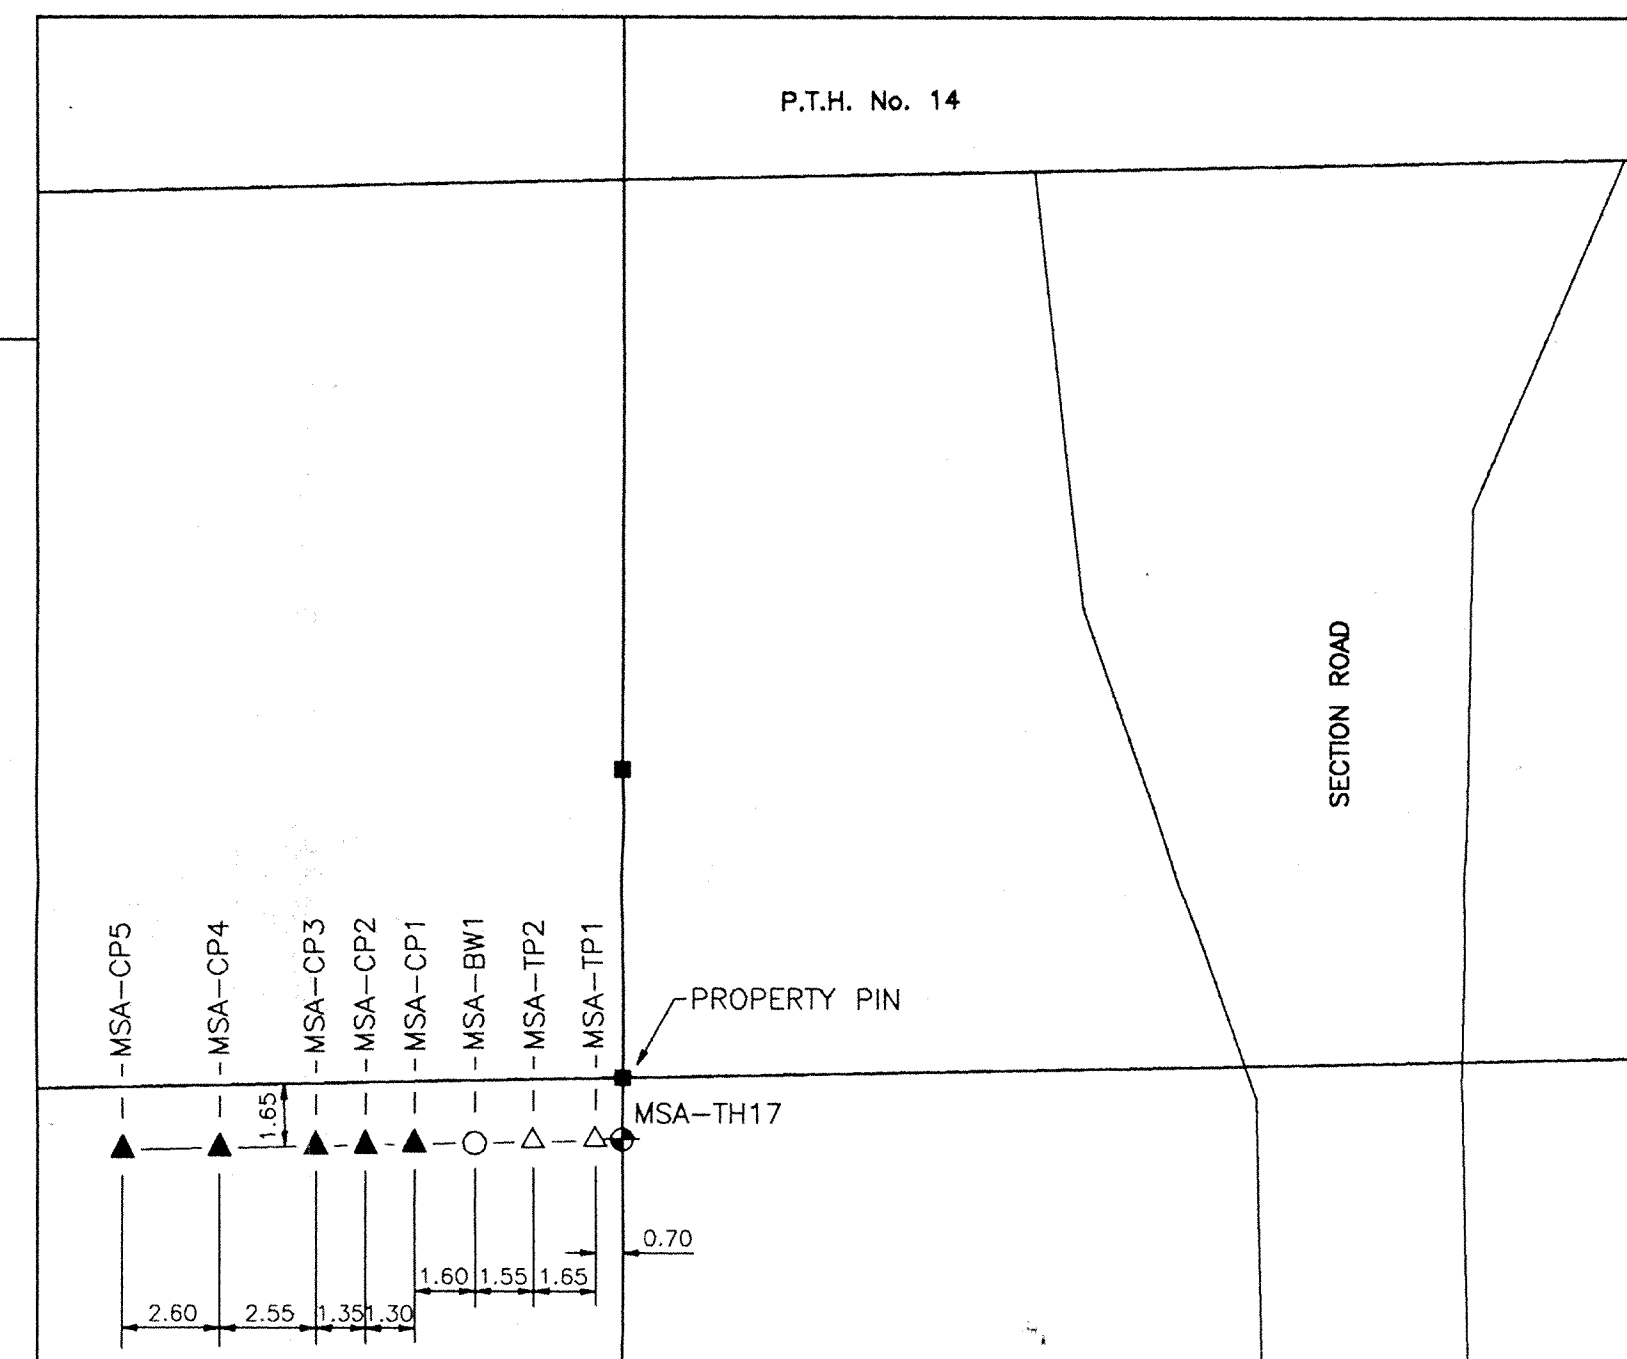 P.T.H. No. 14
SECTION ROAD
MSA-CP5
MSA-CP4
MSA-CP3
MSA-CP2
MSA-CP1
MSA-BW1
MSA-TP2
MSA-TP1
PROPERTY PIN
1.65
MSA-TH17
0.70
1.60 1.55 1.65
2.60 2.55 1.35 1.30